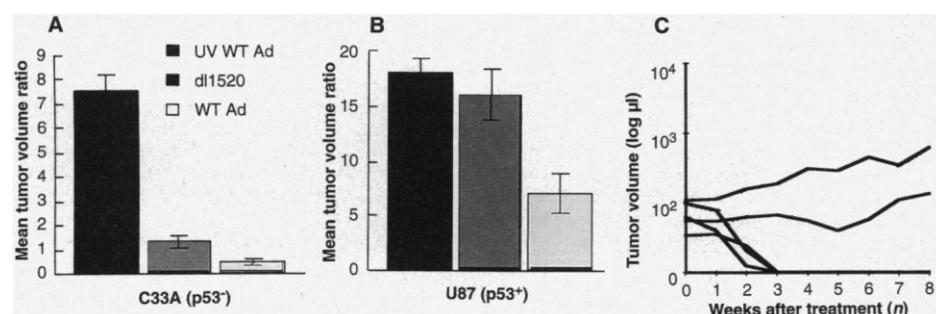 A
UV WT Ad
dl1520
WT Ad
Mean tumor volume ratio
9
8
7
6
5
4
3
2
1
0
C33A (p53-)
B
Mean tumor volume ratio
20
15
10
5
0
U87 (p53+)
C
Tumor volume (log µl)
10⁴
10³
10²
0
0 1 2 3 4 5 6 7 8
Weeks after treatment (n)